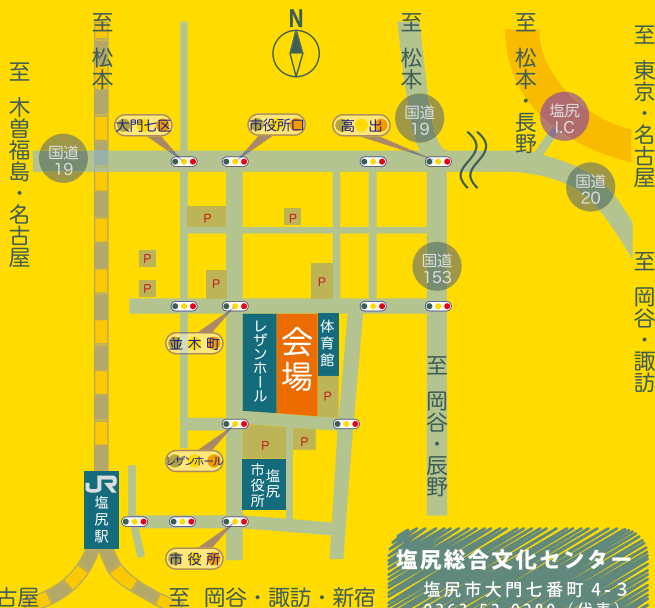 N
至 松本
至 松本
至 松本・長野
至 東京・名古屋
至 木曽福島・名古屋
大門七区
市役所口
高出
国道
19
塩尻
I.C
国道
19
国道
20
P
P
P
P
P
P
国道
153
至 岡谷・諏訪
並木町
レザンホール
会場
体育館
P
至 岡谷・辰野
P
P
レザンホール
塩尻
市役所
JR
塩尻駅
市役所
塩尻総合文化センター
塩尻市大門七番町4-3
古屋
至 岡谷・諏訪・新宿